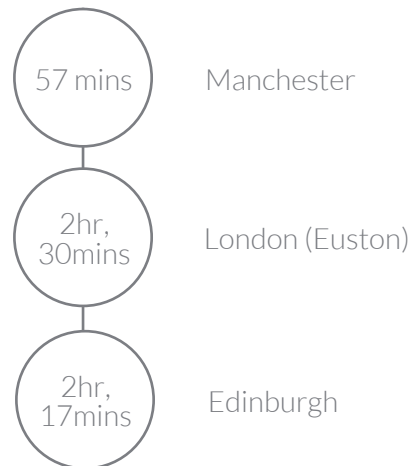 57 mins
Manchester
2hr,
30mins
London (Euston)
2hr,
17mins
Edinburgh